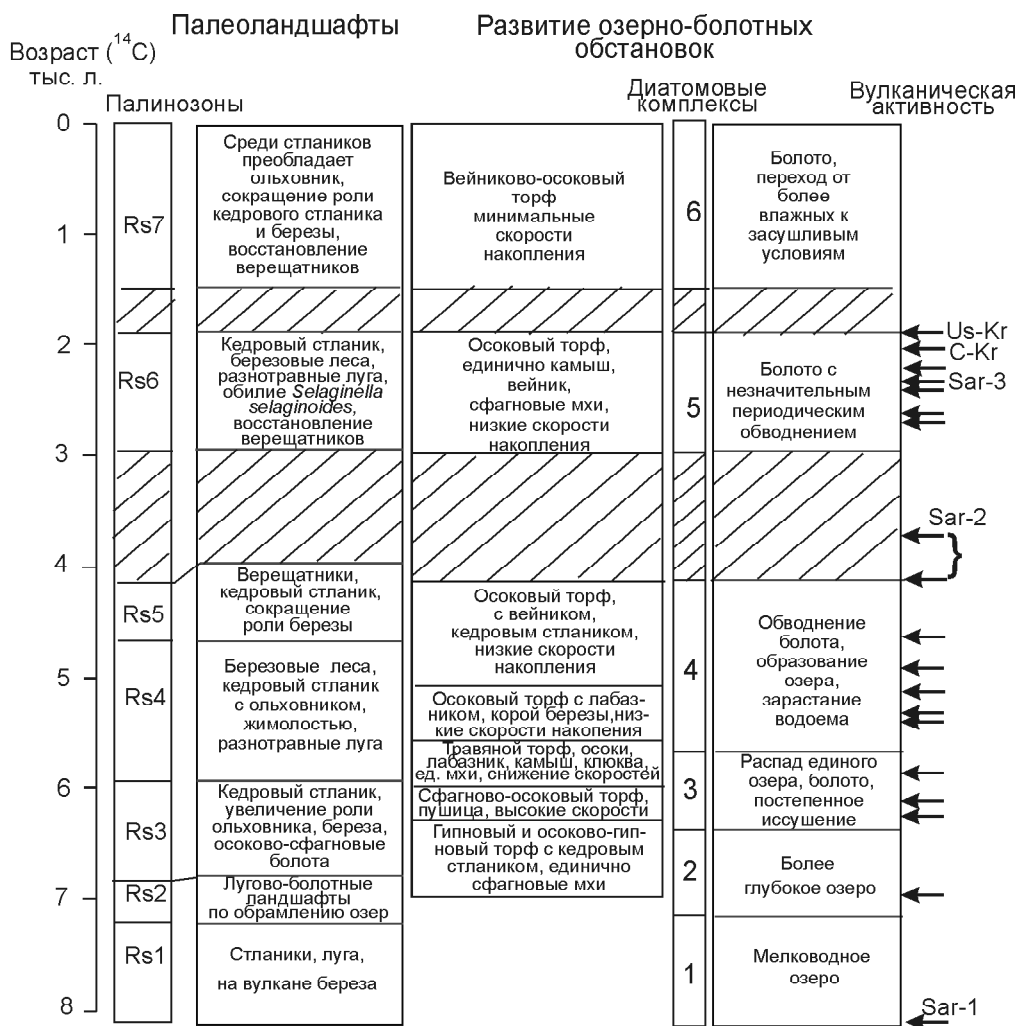 Палеоландшафты
Развитие озерно-болотных
обстановок
Возраст (¹⁴С)
тыс. л.
Палинозоны
Диатомовые
комплексы
Вулканическая
активность
0
1
2
3
4
5
6
7
8
Rs7
Rs6
Rs5
Rs4
Rs3
Rs2
Rs1
Среди стлаников
преобладает
ольховник,
сокращение роли
кедрового стланика
и березы,
восстановление
верещатников
Кедровый стланик,
березовые леса,
разнотравные луга,
обилие Selaginella
selaginoides,
восстановление
верещатников
Верещатники,
кедровый стланик,
сокращение
роли березы
Березовые леса,
кедровый стланик
с ольховником,
жимолостью,
разнотравные луга
Кедровый стланик,
увеличение роли
ольховника, береза,
осоково-сфагновые
болота
Лугово-болотные
ландшафты
по обрамлению озер
Стланики, луга,
на вулкане береза
Вейниково-осоковый
торф
минимальные
скорости
накопления
Осоковый торф,
единично камыш,
вейник,
сфагновые мхи,
низкие скорости
накопления
Осоковый торф,
с вейником,
кедровым стлаником,
низкие скорости
накопления
Осоковый торф с лабаз-
ником, корой березы,низ-
кие скорости накопения
Травяной торф, осоки,
лабазник, камыш, клюква,
ед. мхи, снижение скоростей
Сфагново-осоковый торф,
пушица, высокие скорости
Гипновый и осоково-гип-
новый торф с кедровым
стлаником, единично
сфагновые мхи
6
5
4
3
2
1
Болото,
переход от
более
влажных к
засушливым
условиям
Болото с
незначительным
периодическим
обводнением
Обводнение
болота,
образование
озера,
зарастание
водоема
Распад единого
озера, болото,
постепенное
иссушение
Более
глубокое озеро
Мелководное
озеро
Us-Kr
C-Kr
Sar-3
Sar-2
}
Sar-1